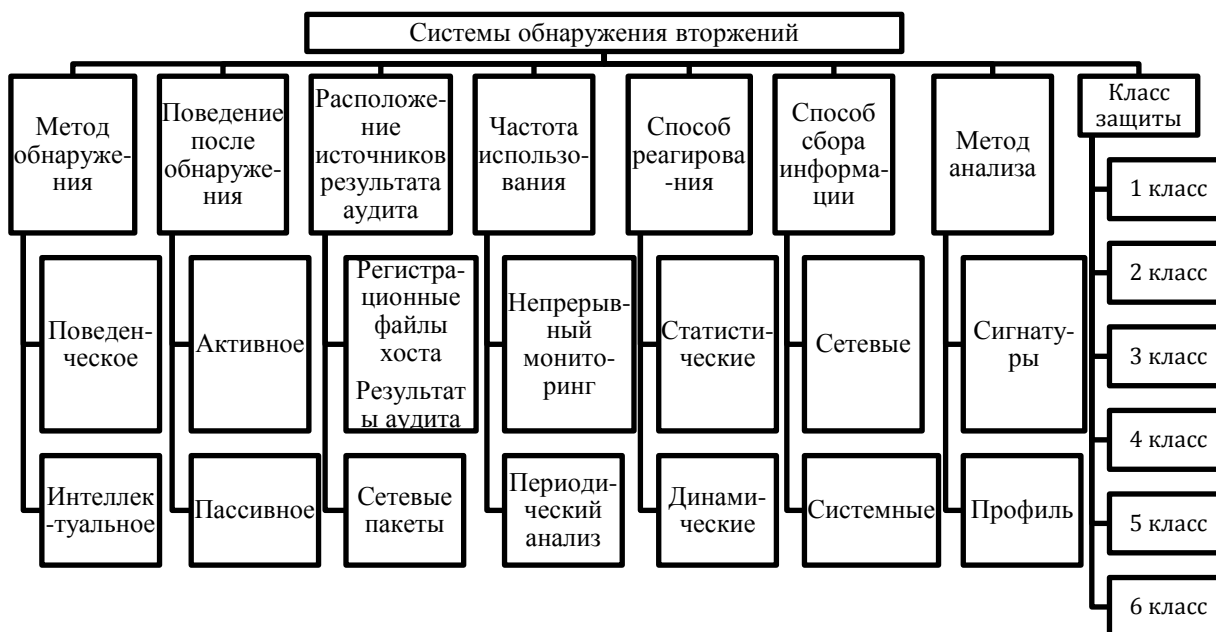 Системы обнаружения вторжений
Метод
обнаруже-
ния
Поведение
после
обнаруже-
ния
Расположе-
ние
источников
результата
аудита
Частота
использо-
вания
Способ
реагирова
-ния
Способ
сбора
информа-
ции
Метод
анализа
Класс
защиты
Поведен-
ческое
Активное
Регистра-
ционные
файлы
хоста
Результат
ы аудита
Непрерыв
ный
монито-
ринг
Статисти-
ческие
Сетевые
Сигнату-
ры
Интеллек
-туальное
Пассивное
Сетевые
пакеты
Периоди-
ческий
анализ
Динами-
ческие
Системные
Профиль
1 класс
2 класс
3 класс
4 класс
5 класс
6 класс